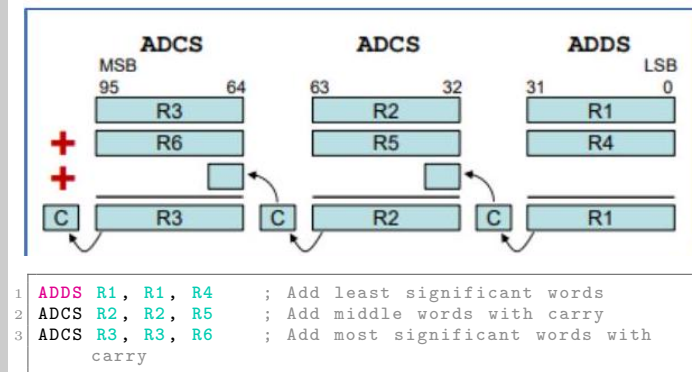 ADCS ADCS ADDS
MSB LSB
95 64 63 32 31 0
R3 R2 R1
+ R6 R5 R4
+
C R3 C R2 C R1
1 ADDS R1, R1, R4 ; Add least significant words
2 ADCS R2, R2, R5 ; Add middle words with carry
3 ADCS R3, R3, R6 ; Add most significant words with
carry